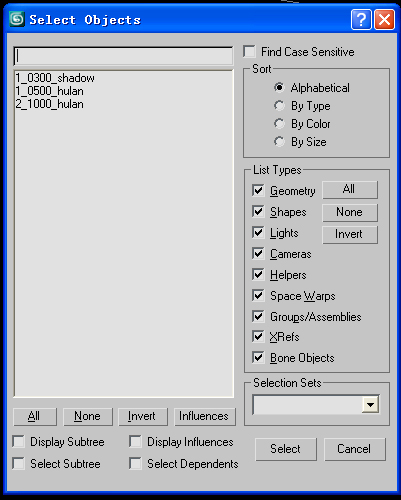 Select Objects
Find Case Sensitive
1_0300_shadow
1_0500_hulan
2_1000_hulan
Sort
Alphabetical
By Type
By Color
By Size
List Types
Geometry
All
Shapes
None
Lights
Invert
Cameras
Helpers
Space Warps
Groups/Assemblies
XRefs
Bone Objects
Selection Sets
All
None
Invert
Influences
Display Subtree
Display Influences
Select Subtree
Select Dependents
Select
Cancel